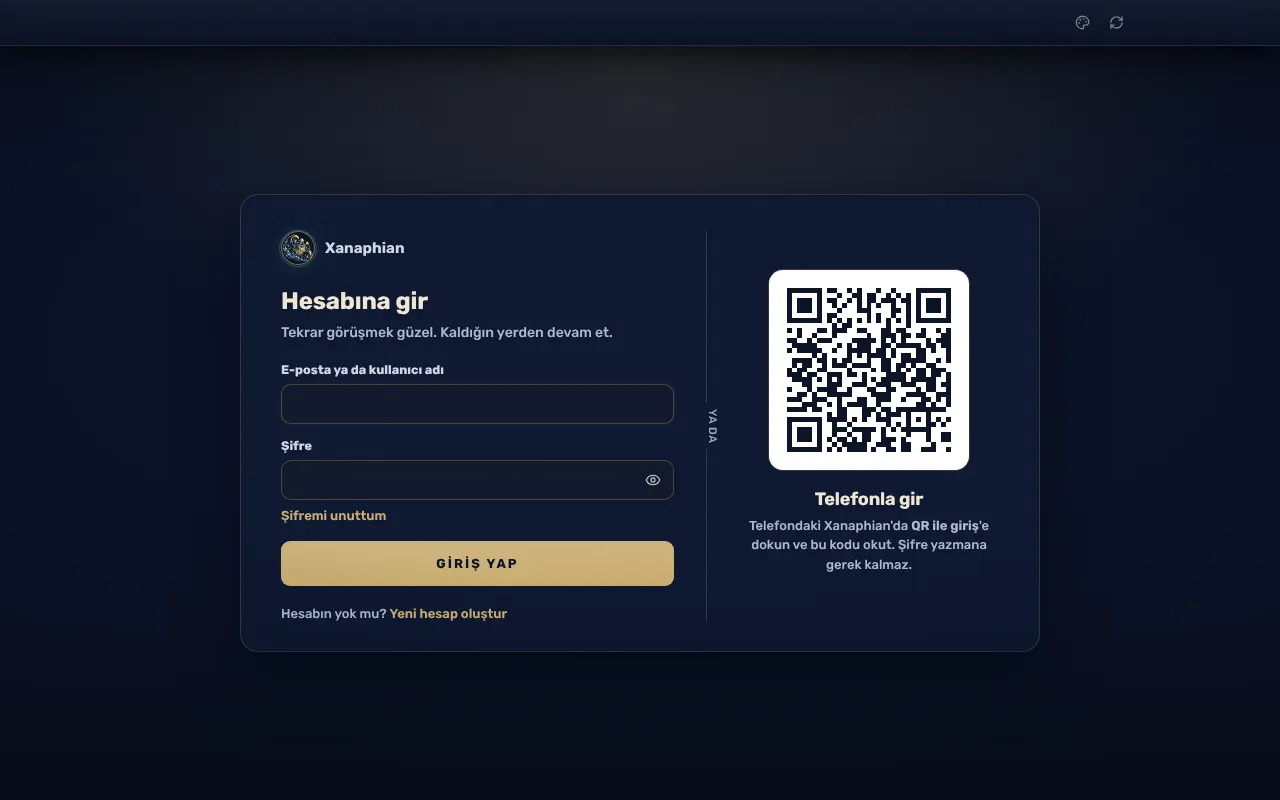 Xanaphian
Hesabına gir
Tekrar görüşmek güzel. Kaldığın yerden devam et.
E-posta ya da kullanıcı adı
Şifre
Şifremi unuttum
GİRİŞ YAP
Hesabın yok mu? Yeni hesap oluştur
YA DA
Telefonla gir
Telefondaki Xanaphian'da QR ile giriş'e
dokun ve bu kodu okut. Şifre yazmana
gerek kalmaz.